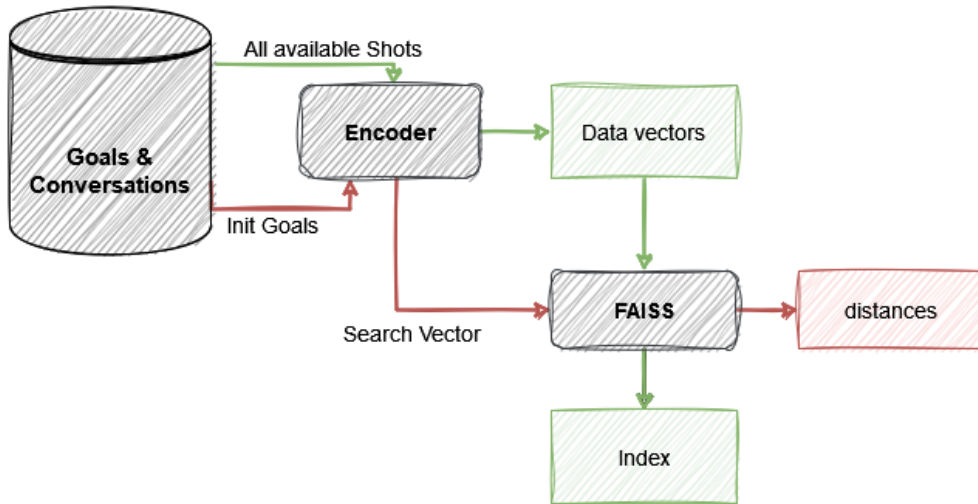 All available Shots
Encoder
Data vectors
Goals &
Conversations
Init Goals
Search Vector
FAISS
distances
Index